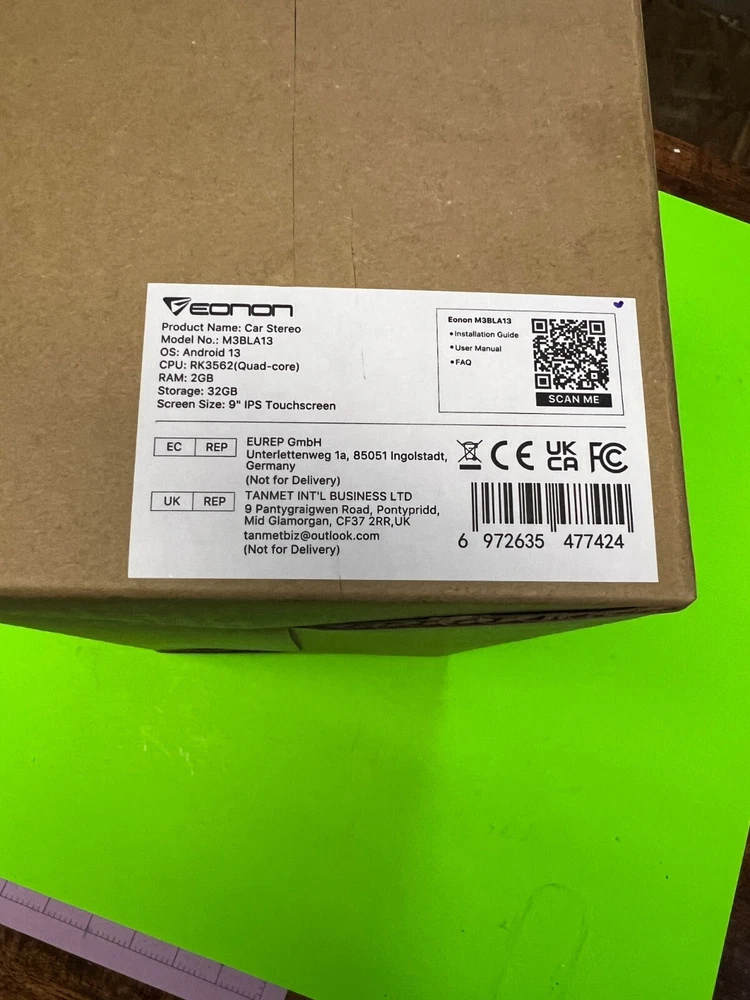 EONON
Product Name: Car Stereo
Model No.: M3BLA13
OS: Android 13
CPU: RK3562(Quad-core)
RAM: 2GB
Storage: 32GB
Screen Size: 9" IPS Touchscreen
Eonon M3BLA13
• Installation Guide
• User Manual
• FAQ
SCAN ME
EC REP
EUREP GmbH
Unterlettenweg 1a, 85051 Ingolstadt,
Germany
(Not for Delivery)
UK REP
TANMET INT'L BUSINESS LTD
9 Pantygraigwen Road, Pontypridd,
Mid Glamorgan, CF37 2RR,UK
tanmetbiz@outlook.com
(Not for Delivery)
CE UK CA FC
6 972635 477424